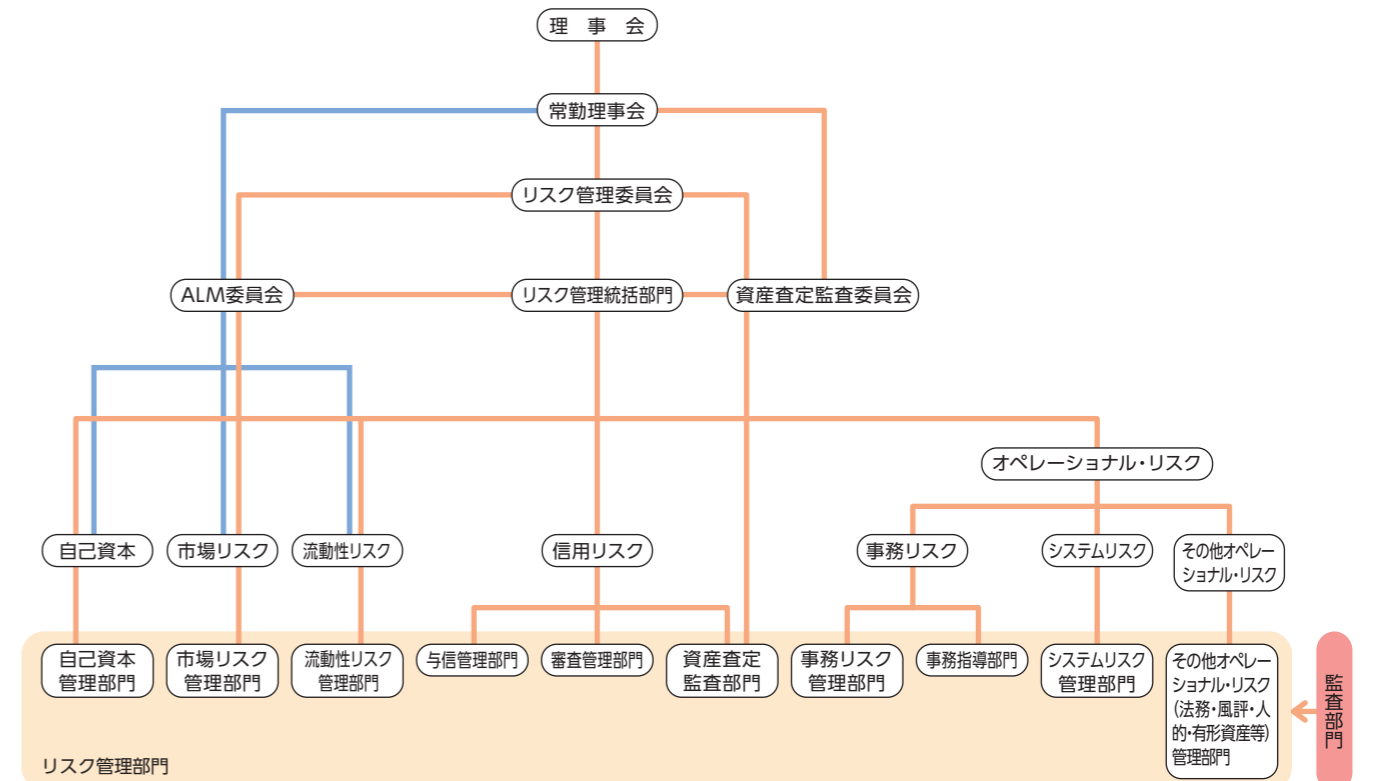 理　事　会
常勤理事会
リスク管理委員会
ALM委員会
リスク管理統括部門
資産査定監査委員会
オペレーショナル・リスク
自己資本
市場リスク
流動性リスク
信用リスク
事務リスク
システムリスク
その他オペレー
ショナル・リスク
自己資本
管理部門
市場リスク
管理部門
流動性リスク
管理部門
与信管理部門
審査管理部門
資産査定
監査部門
事務リスク
管理部門
事務指導部門
システムリスク
管理部門
その他オペレー
ショナル・リスク
(法務・風評・人
的・有形資産等)
管理部門
監査部門
リスク管理部門